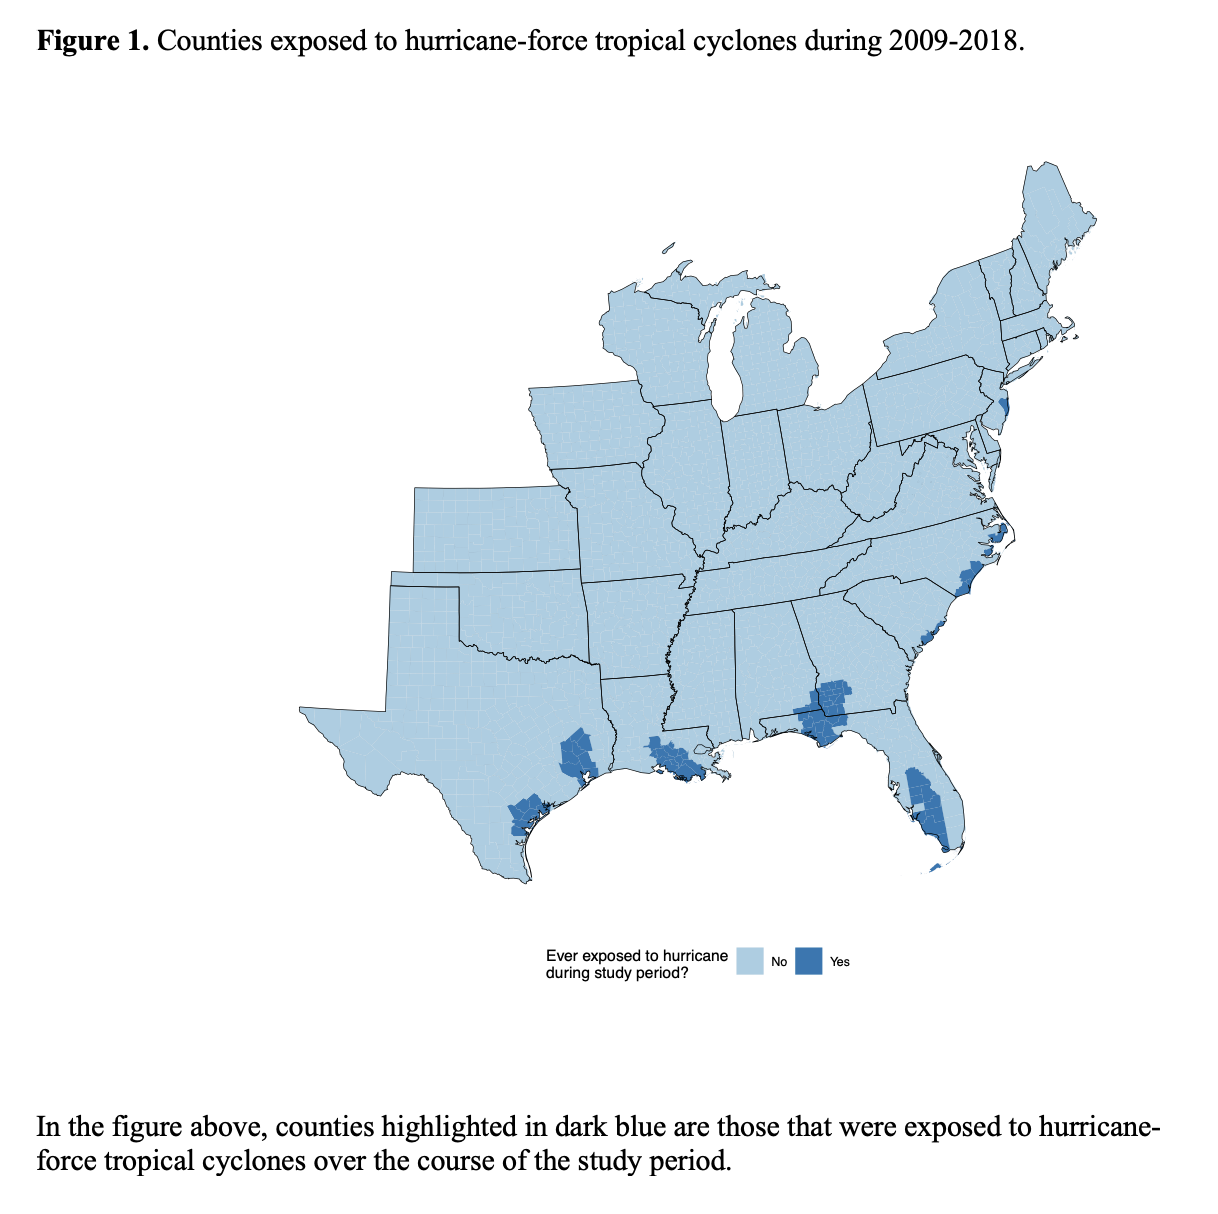 Figure 1. Counties exposed to hurricane-force tropical cyclones during 2009-2018.
Ever exposed to hurricane
during study period?
No
Yes
In the figure above, counties highlighted in dark blue are those that were exposed to hurricane-
force tropical cyclones over the course of the study period.